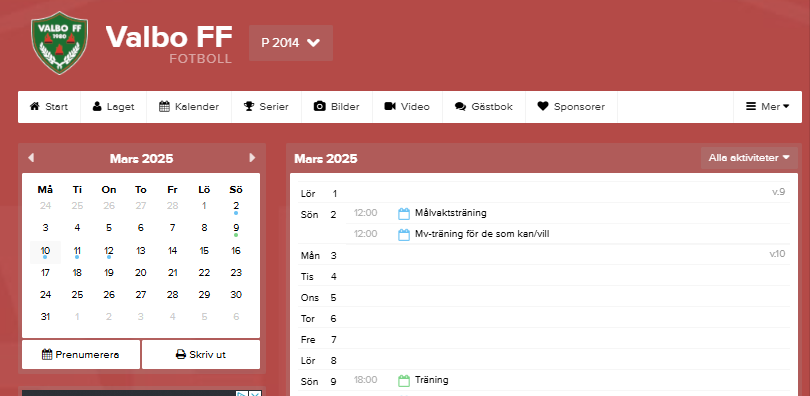 VALBO FF
1980
Valbo FF
FOTBOLL
P 2014
Start Laget Kalender Serier Bilder Video Gästbok Sponsorer Mer
Mars 2025
Må Ti On To Fr Lö Sö
24 25 26 27 28 1 2
3 4 5 6 7 8 9
10 11 12 13 14 15 16
17 18 19 20 21 22 23
24 25 26 27 28 29 30
31 1 2 3 4 5 6
Prenumerera Skriv ut
Mars 2025 Alla aktiviteter
Lör 1 v.9
Sön 2 12:00 Målvaktsträning
12:00 Mv-träning för de som kan/vill
Mån 3 v.10
Tis 4
Ons 5
Tor 6
Fre 7
Lör 8
Sön 9 18:00 Träning